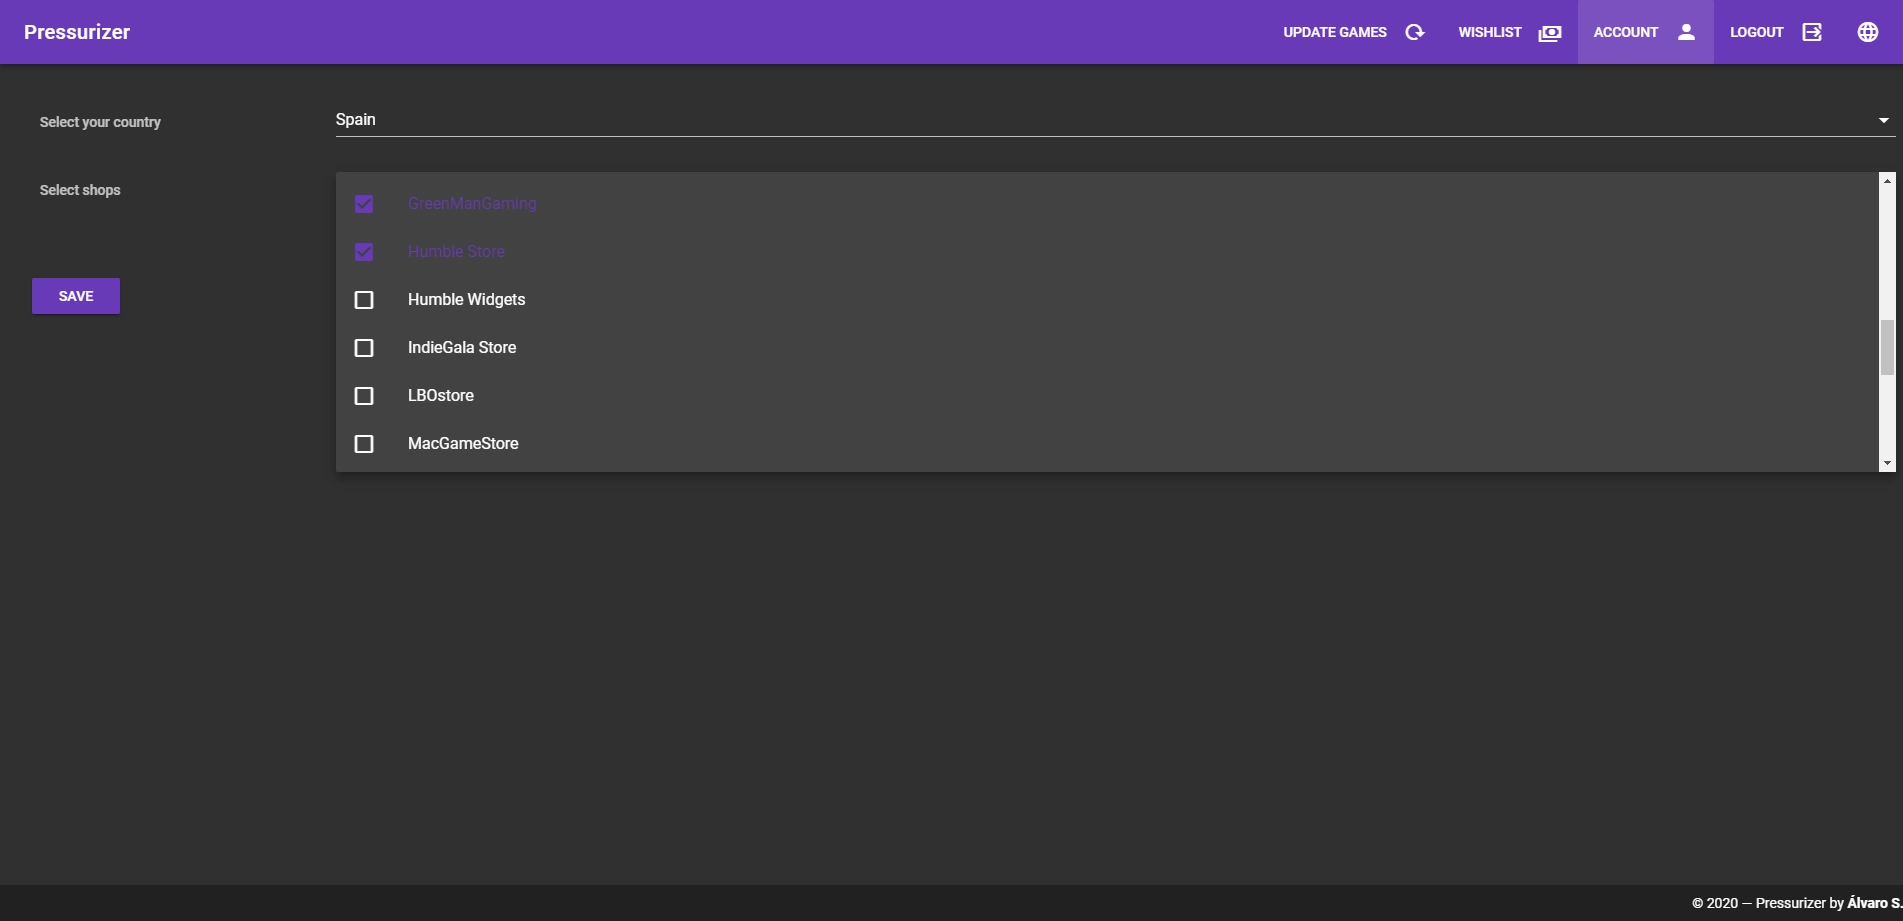 Pressurizer
UPDATE GAMES
WISHLIST
ACCOUNT
LOGOUT
Select your country
Spain
Select shops
GreenManGaming
Humble Store
Humble Widgets
IndieGala Store
LBOstore
MacGameStore
SAVE
© 2020 — Pressurizer by Álvaro S.